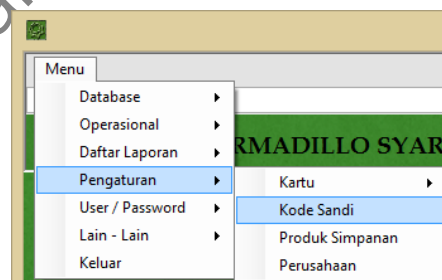 Menu
Database
Operasional
Daftar Laporan
RMADILLO SYAR
Pengaturan
Kartu
User / Password
Kode Sandi
Lain - Lain
Produk Simpanan
Keluar
Perusahaan